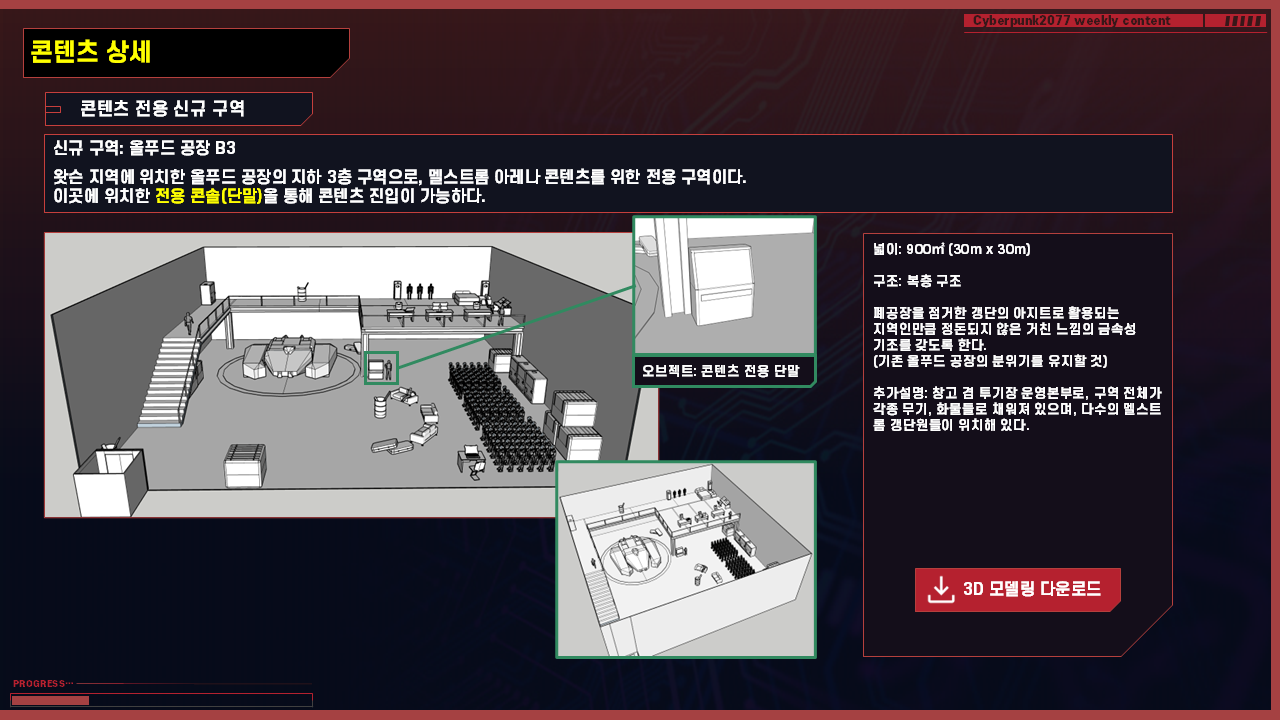 Cyberpunk2077 weekly content
콘텐츠 상세
콘텐츠 전용 신규 구역
신규 구역: 올푸드 공장 B3
왓슨 지역에 위치한 올푸드 공장의 지하 3층 구역으로, 멜스트롬 아레나 콘텐츠를 위한 전용 구역이다.
이곳에 위치한 전용 콘솔(단말)을 통해 콘텐츠 진입이 가능하다.
오브젝트: 콘텐츠 전용 단말
넓이: 900㎡ (30m x 30m)
구조: 복층 구조
폐공장을 점거한 갱단의 아지트로 활용되는
지역인만큼 정돈되지 않은 거친 느낌의 금속성
기조를 갖도록 한다.
(기존 올푸드 공장의 분위기를 유지할 것)
추가설명: 창고 겸 투기장 운영본부로, 구역 전체가
각종 무기, 화물들로 채워져 있으며, 다수의 멜스트
롬 갱단원들이 위치해 있다.
3D 모델링 다운로드
PROGRESS···